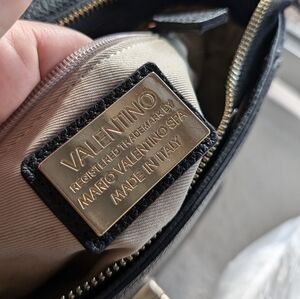 VALENTINO
REGISTERED TRADEMARK BY
MARIO VALENTINO SPA
MADE IN ITALY